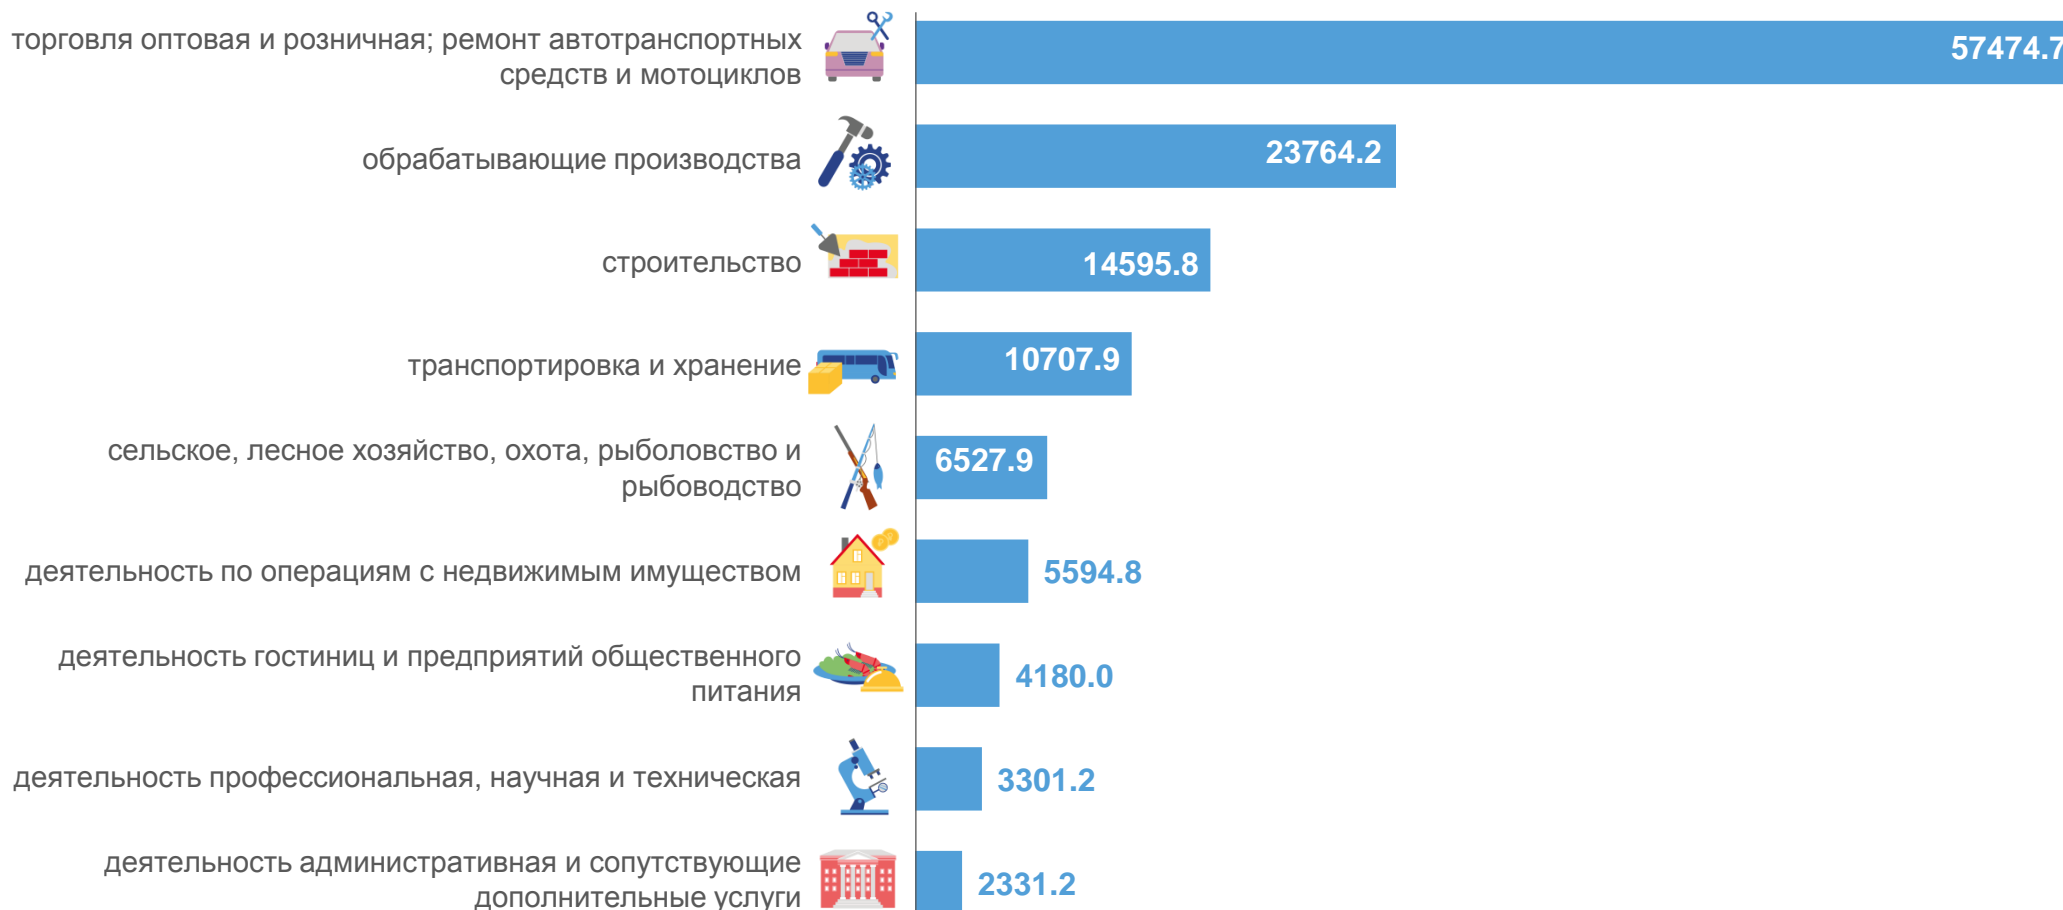 торговля оптовая и розничная; ремонт автотранспортных
средств и мотоциклов
57474.7
обрабатывающие производства
23764.2
строительство
14595.8
транспортировка и хранение
10707.9
сельское, лесное хозяйство, охота, рыболовство и
рыбоводство
6527.9
деятельность по операциям с недвижимым имуществом
5594.8
деятельность гостиниц и предприятий общественного
питания
4180.0
деятельность профессиональная, научная и техническая
3301.2
деятельность административная и сопутствующие
дополнительные услуги
2331.2